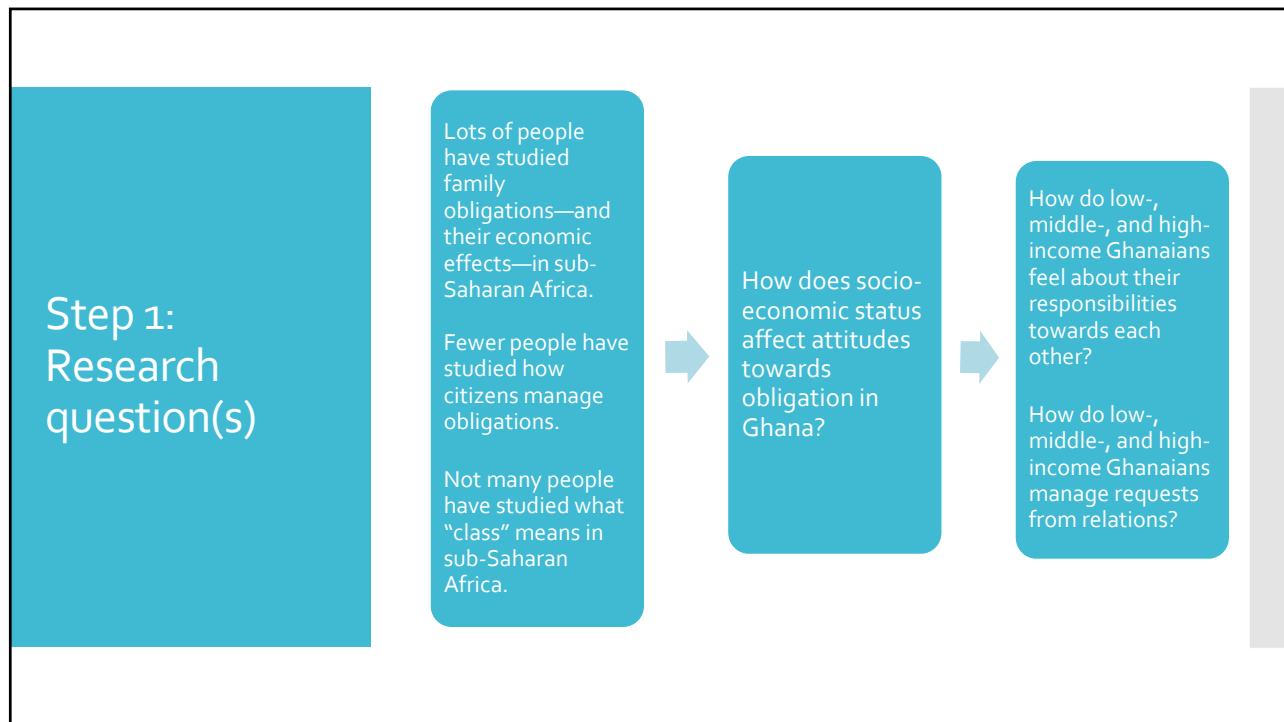 Step 1:
Research
question(s)
Lots of people
have studied
family
obligations—and
their economic
effects—in sub-
Saharan Africa.
Fewer people have
studied how
citizens manage
obligations.
Not many people
have studied what
“class” means in
sub-Saharan
Africa.
How does socio-
economic status
affect attitudes
towards
obligation in
Ghana?
How do low-,
middle-, and high-
income Ghanaians
feel about their
responsibilities
towards each
other?
How do low-,
middle-, and high-
income Ghanaians
manage requests
from relations?